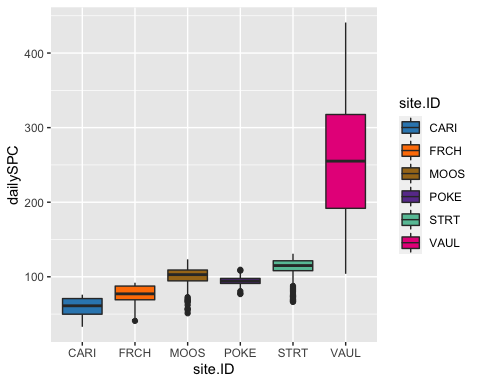 dailySPC
400
300
200
100
CARI FRCH MOOS POKE STRT VAUL
site.ID
site.ID
CARI
FRCH
MOOS
POKE
STRT
VAUL